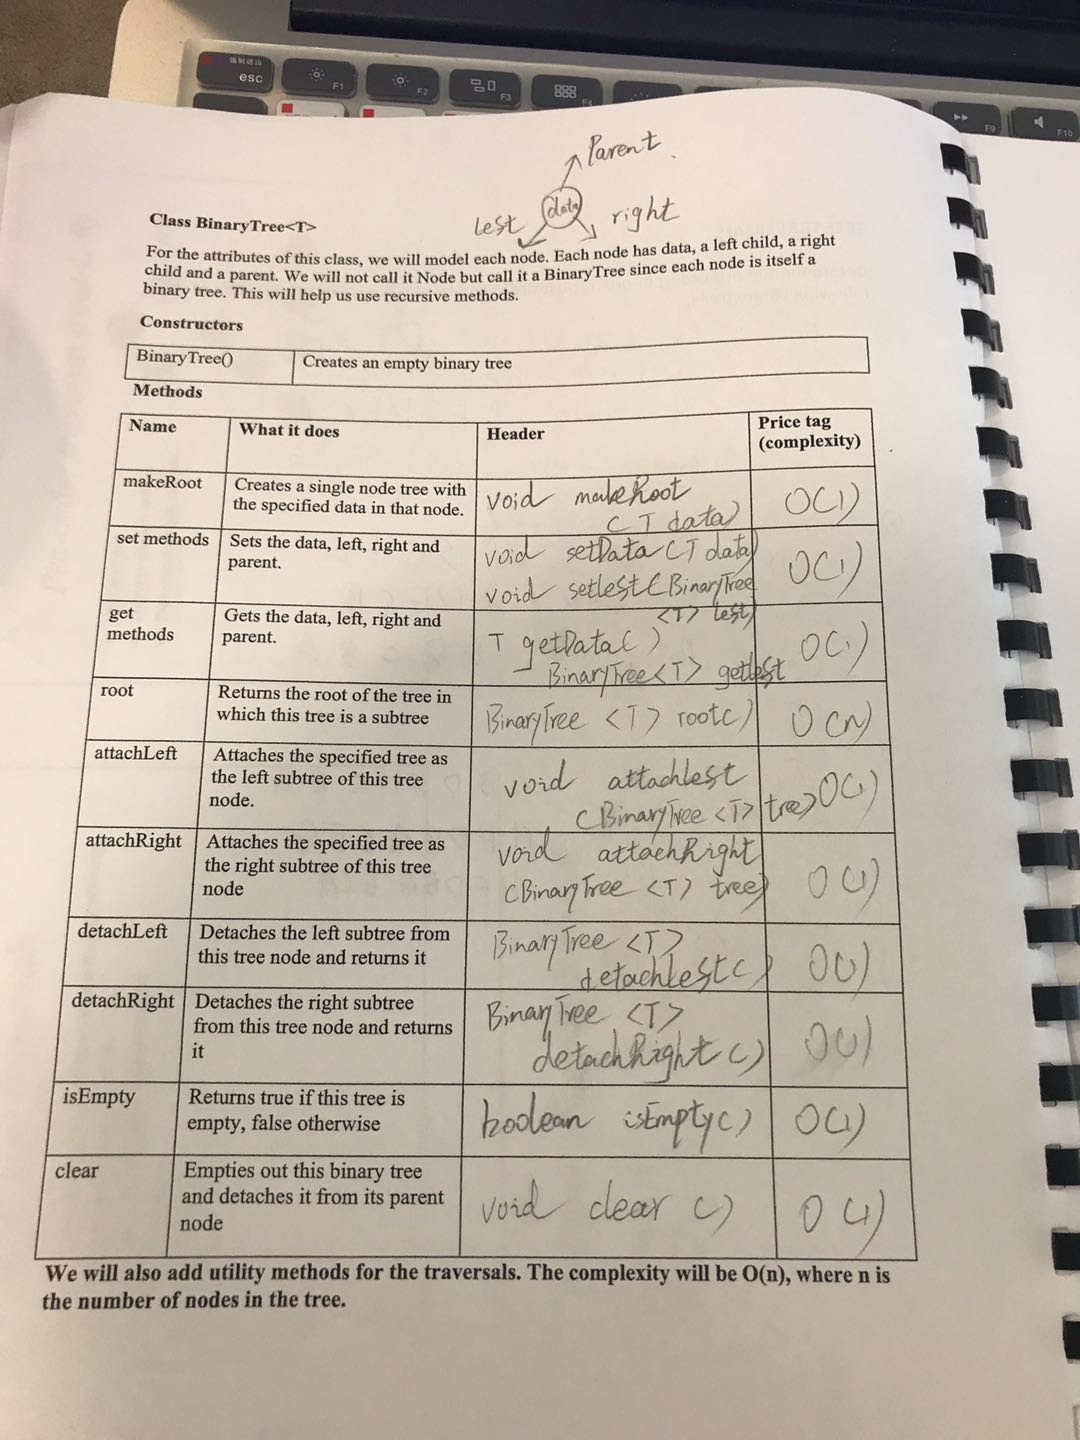 强制退出
esc
F1
F2
F3
F4
F9
F10
Parent
data
lest
right
Class BinaryTree<T>
For the attributes of this class, we will model each node. Each node has data, a left child, a right
child and a parent. We will not call it Node but call it a BinaryTree since each node is itself a
binary tree. This will help us use recursive methods.
Constructors
BinaryTree() Creates an empty binary tree
Methods
Name What it does Header Price tag
(complexity)
makeRoot Creates a single node tree with
the specified data in that node.
void makeRoot
(T data)
O(1)
set methods Sets the data, left, right and
parent.
void setData(T data)
void setlest(BinaryTree
<T> lest)
O(1)
get
methods
Gets the data, left, right and
parent.
T getData()
BinaryTree<T> getlest
O(1)
root Returns the root of the tree in
which this tree is a subtree
BinaryTree <T> root()
O(n)
attachLeft Attaches the specified tree as
the left subtree of this tree
node.
void attachlest
(BinaryTree <T> tree)
O(1)
attachRight Attaches the specified tree as
the right subtree of this tree
node
void attachRight
(BinaryTree <T> tree)
O(1)
detachLeft Detaches the left subtree from
this tree node and returns it
BinaryTree <T>
detachLest()
O(1)
detachRight Detaches the right subtree
from this tree node and returns
it
BinaryTree <T>
detachRight()
O(1)
isEmpty Returns true if this tree is
empty, false otherwise
boolean isEmpty()
O(1)
clear Empties out this binary tree
and detaches it from its parent
node
void clear ()
O(1)
We will also add utility methods for the traversals. The complexity will be O(n), where n is
the number of nodes in the tree.